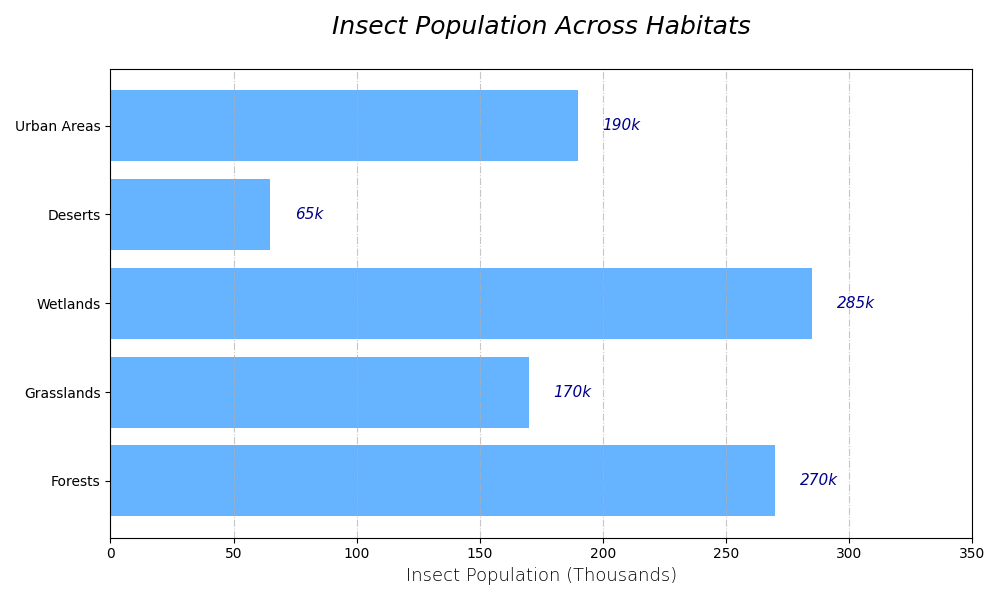 Insect Population Across Habitats
Urban Areas
190k
Deserts
65k
Wetlands
285k
Grasslands
170k
Forests
270k
0 50 100 150 200 250 300 350
Insect Population (Thousands)